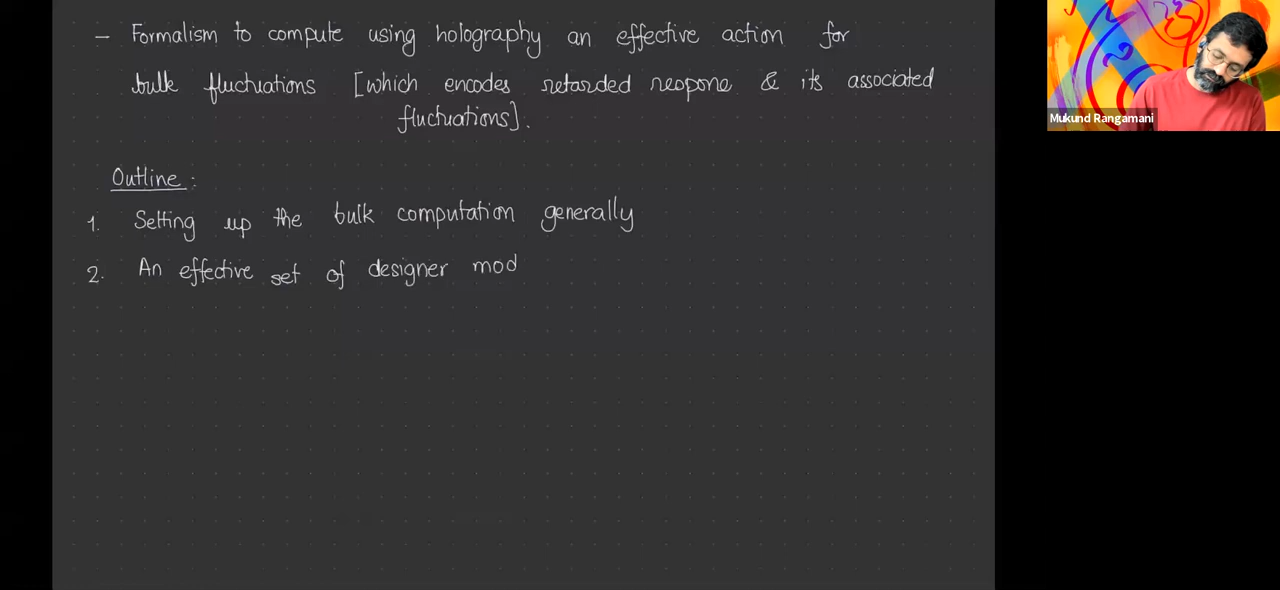 – Formalism to compute using holography an effective action for
bulk fluctuations [which encodes retarded respone & its associated
fluctuations].
Outline:
1. Setting up the bulk computation generally
2. An effective set of designer mod
Mukund Rangamani